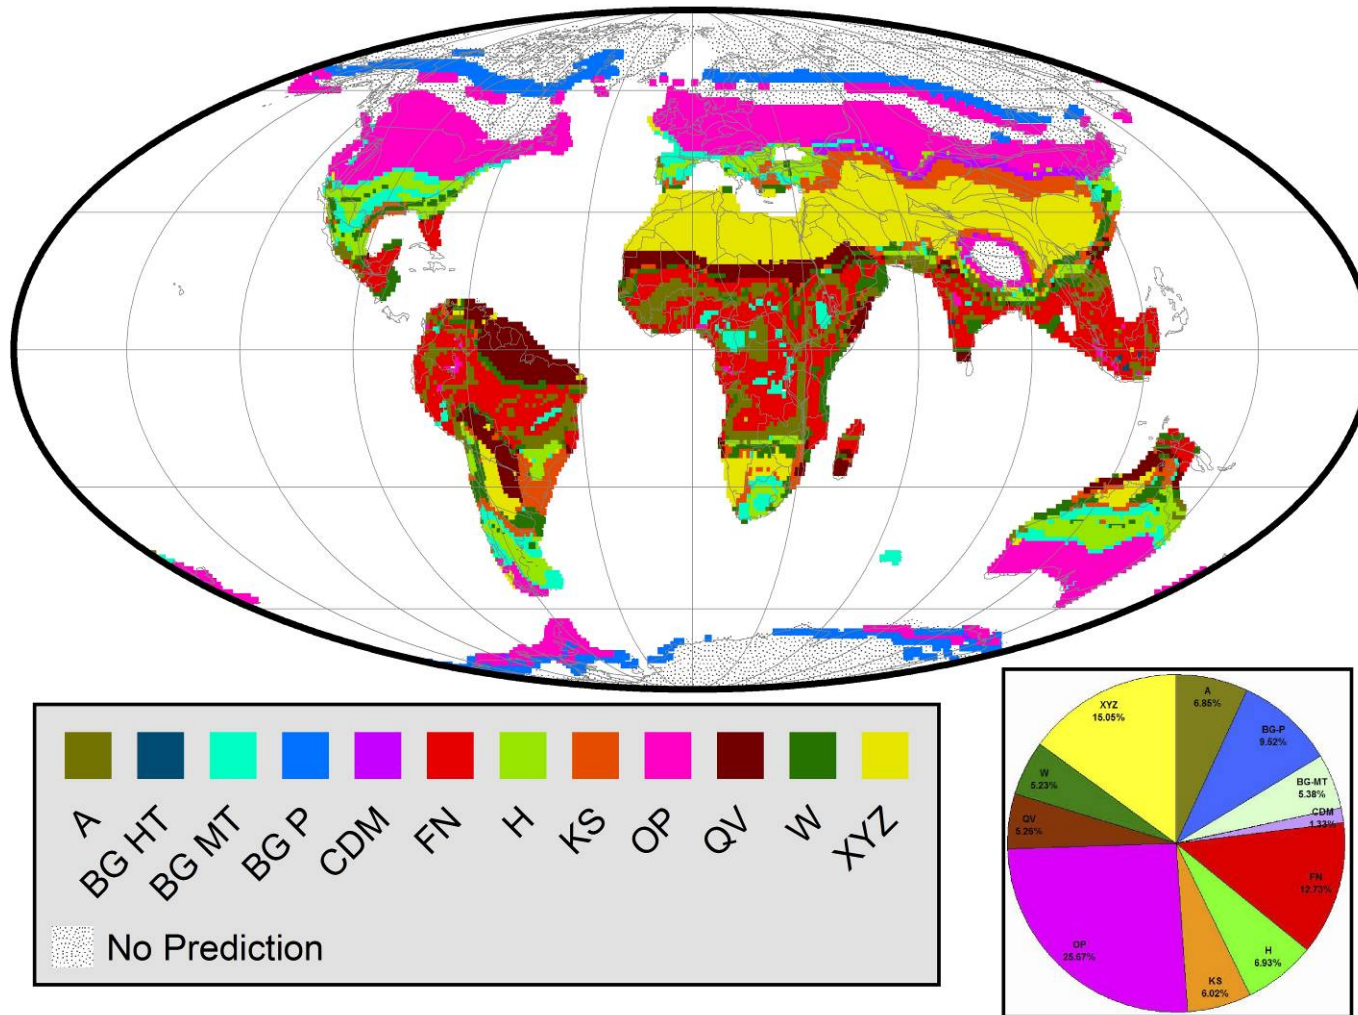 A
BG HT
BG MT
BG P
CDM
FN
H
KS
OP
QV
W
XYZ
No Prediction
XYZ
15.05%
A
6.85%
BG-P
9.52%
BG-MT
5.38%
CDM
1.33%
FN
12.73%
H
6.93%
KS
6.02%
OP
25.67%
QV
5.26%
W
5.23%